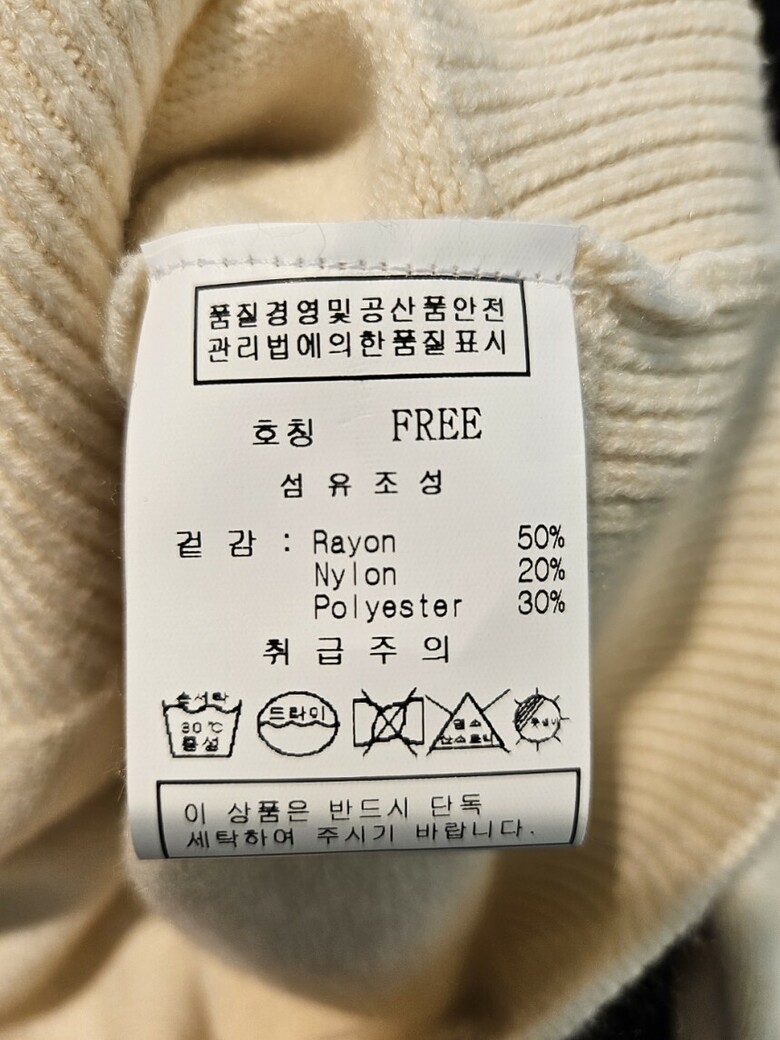 품질경영및공산품안전
관리법에의한품질표시
호칭 FREE
섬유조성
겉감 : Rayon 50%
Nylon 20%
Polyester 30%
취급주의
손세탁
30℃
중성
드라이
염소
산소표백
이 상품은 반드시 단독
세탁하여 주시기 바랍니다.